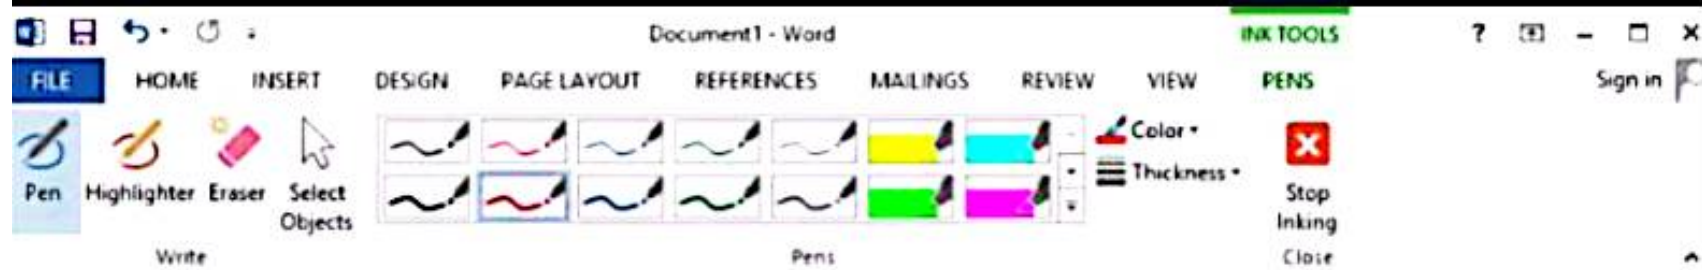 Document1 - Word
INK TOOLS
?
FILE HOME INSERT DESIGN PAGE LAYOUT REFERENCES MAILINGS REVIEW VIEW PENS Sign in
Pen Highlighter Eraser Select Objects
Color
Thickness
Stop Inking
Write Pens Close